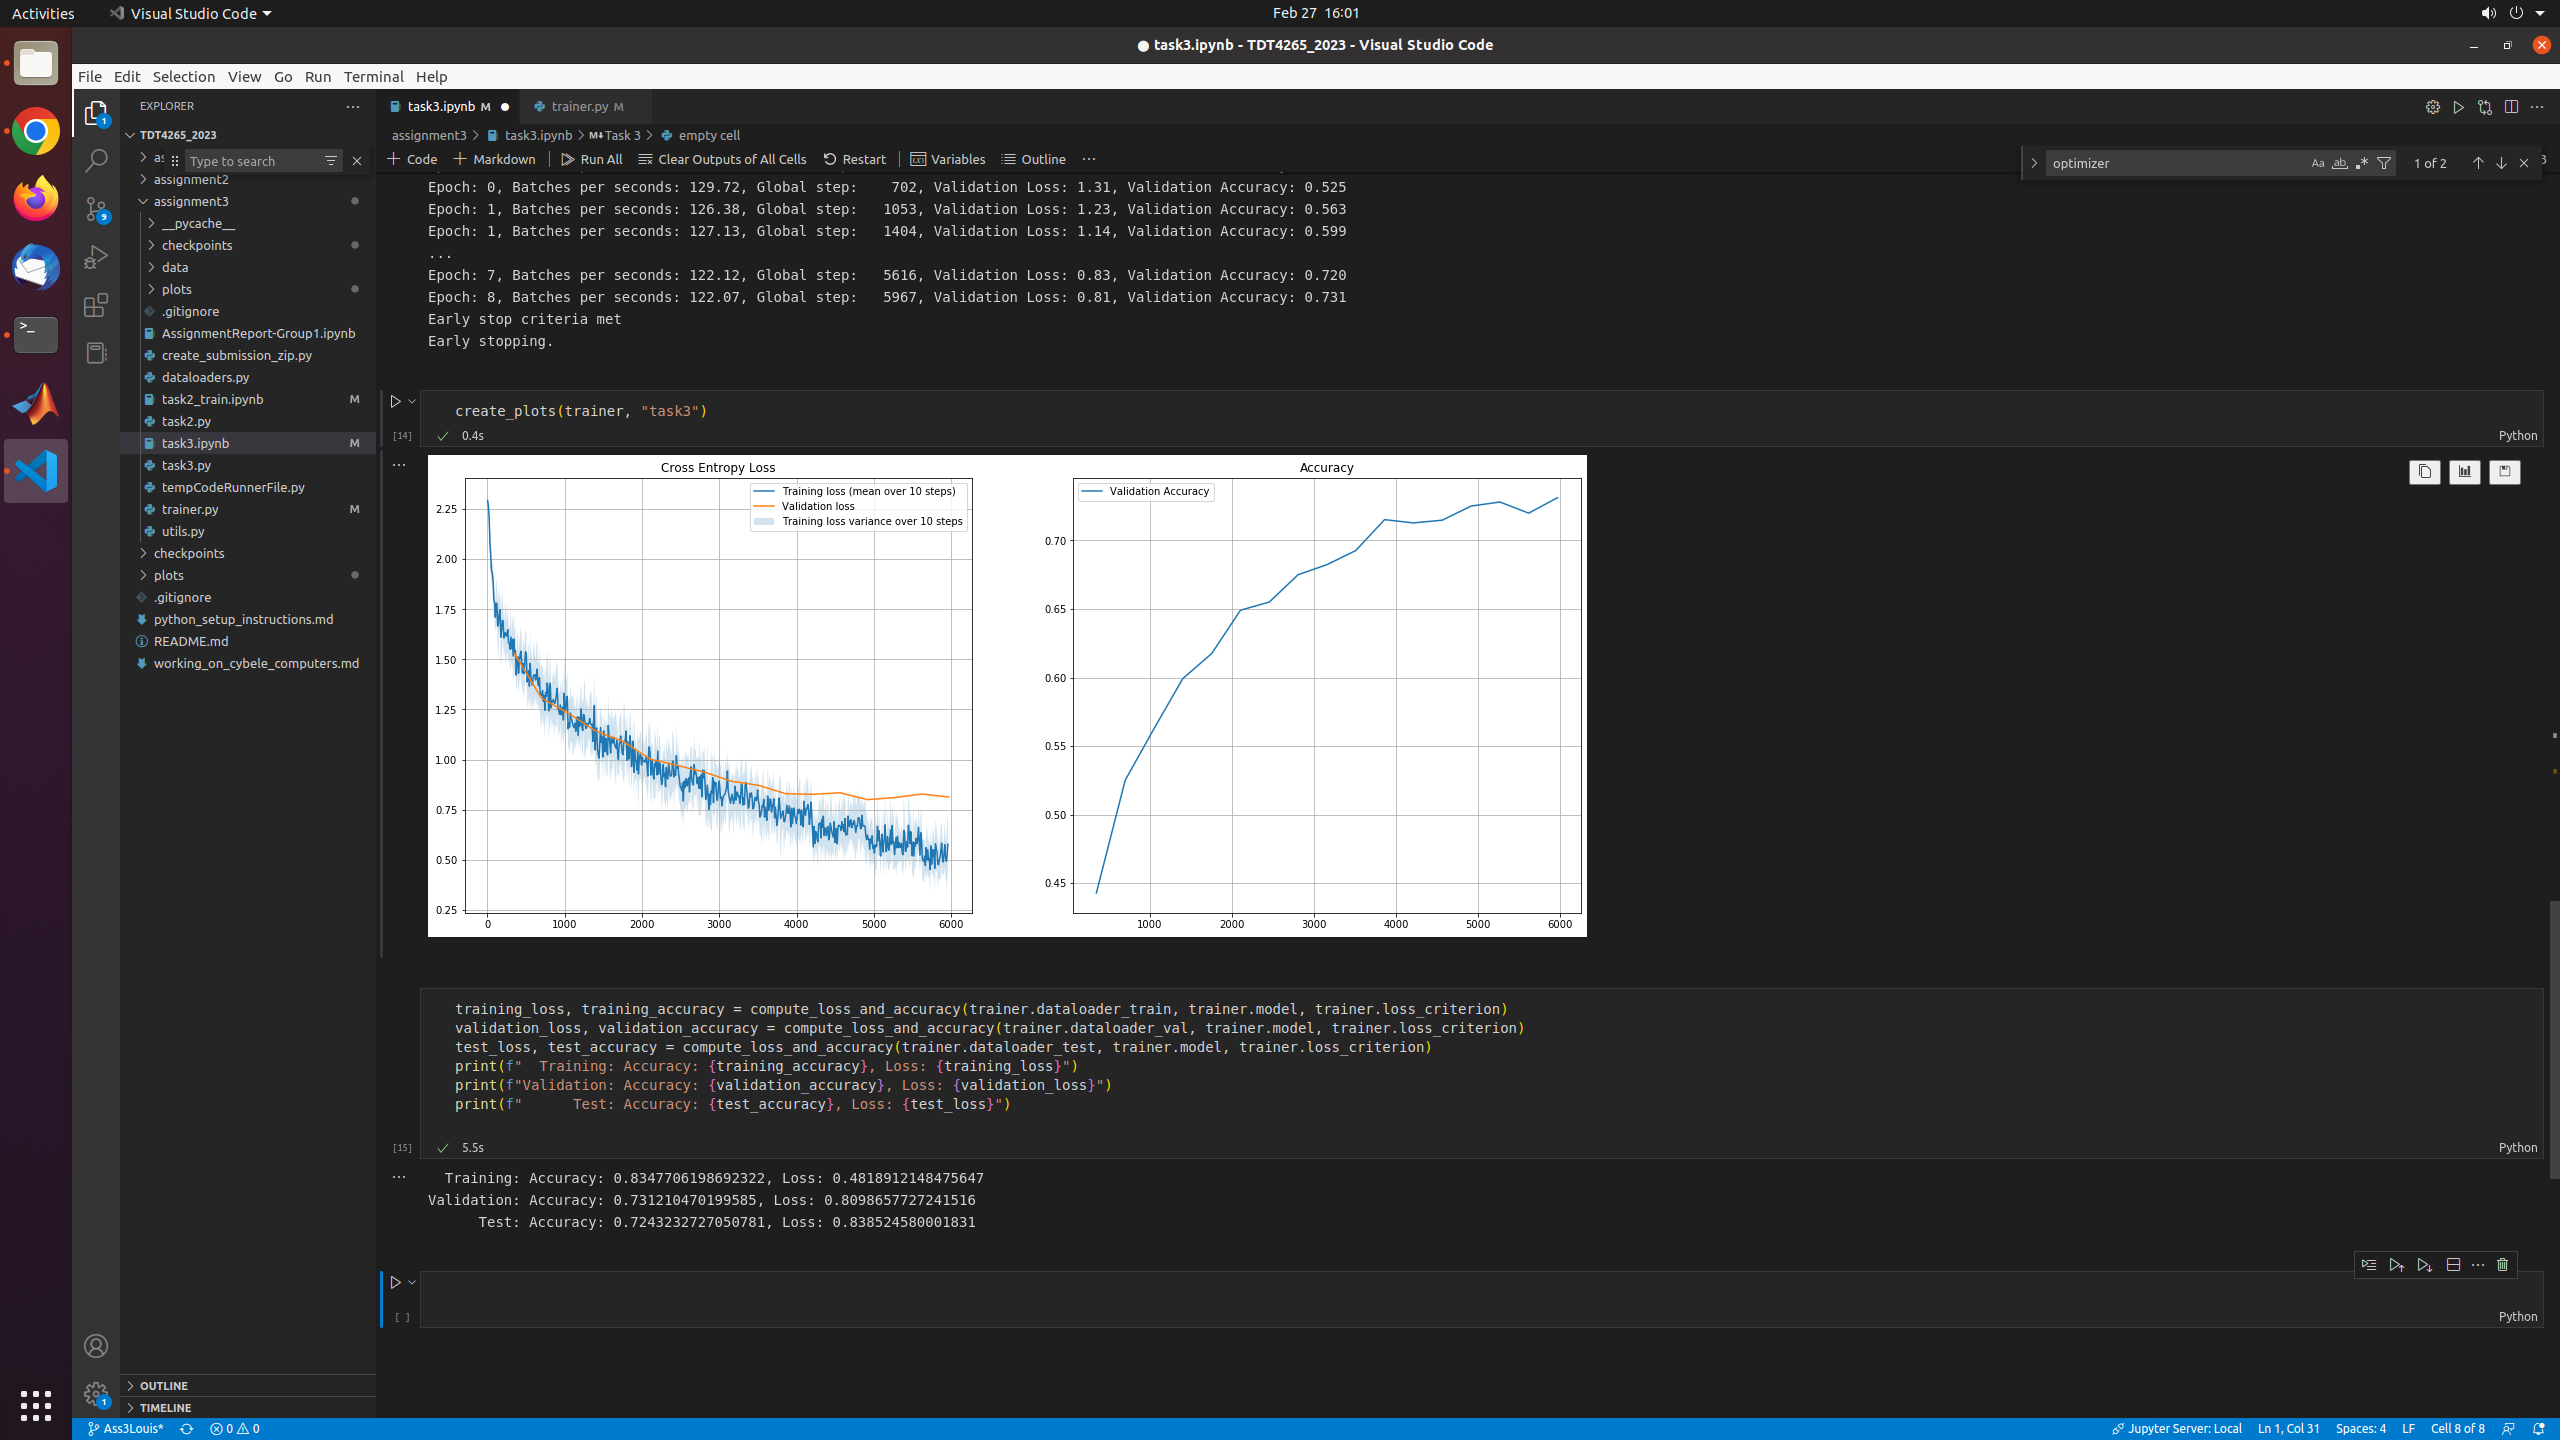 Activities
Visual Studio Code
Feb 27 16:01
● task3.ipynb - TDT4265_2023 - Visual Studio Code
File Edit Selection View Go Run Terminal Help
EXPLORER
TDT4265_2023
Type to search
assignment2
assignment3
__pycache__
checkpoints
data
plots
.gitignore
AssignmentReport-Group1.ipynb
create_submission_zip.py
dataloaders.py
task2_train.ipynb M
task2.py
task3.ipynb M
task3.py
tempCodeRunnerFile.py
trainer.py M
utils.py
checkpoints
plots
.gitignore
python_setup_instructions.md
README.md
working_on_cybele_computers.md
OUTLINE
TIMELINE
1
9
1
task3.ipynb M ●
trainer.py M
assignment3 > task3.ipynb > M↓Task 3 > empty cell
+ Code + Markdown Run All Clear Outputs of All Cells Restart Variables Outline ...
optimizer Aa ab .* 1 of 2
Epoch: 0, Batches per seconds: 129.72, Global step:    702, Validation Loss: 1.31, Validation Accuracy: 0.525
Epoch: 1, Batches per seconds: 126.38, Global step:   1053, Validation Loss: 1.23, Validation Accuracy: 0.563
Epoch: 1, Batches per seconds: 127.13, Global step:   1404, Validation Loss: 1.14, Validation Accuracy: 0.599
...
Epoch: 7, Batches per seconds: 122.12, Global step:   5616, Validation Loss: 0.83, Validation Accuracy: 0.720
Epoch: 8, Batches per seconds: 122.07, Global step:   5967, Validation Loss: 0.81, Validation Accuracy: 0.731
Early stop criteria met
Early stopping.
create_plots(trainer, "task3")
[14] 0.4s Python
Cross Entropy Loss
Training loss (mean over 10 steps)
Validation loss
Training loss variance over 10 steps
2.25
2.00
1.75
1.50
1.25
1.00
0.75
0.50
0.25
0 1000 2000 3000 4000 5000 6000
Accuracy
Validation Accuracy
0.70
0.65
0.60
0.55
0.50
0.45
1000 2000 3000 4000 5000 6000
training_loss, training_accuracy = compute_loss_and_accuracy(trainer.dataloader_train, trainer.model, trainer.loss_criterion)
validation_loss, validation_accuracy = compute_loss_and_accuracy(trainer.dataloader_val, trainer.model, trainer.loss_criterion)
test_loss, test_accuracy = compute_loss_and_accuracy(trainer.dataloader_test, trainer.model, trainer.loss_criterion)
print(f"  Training: Accuracy: {training_accuracy}, Loss: {training_loss}")
print(f"Validation: Accuracy: {validation_accuracy}, Loss: {validation_loss}")
print(f"      Test: Accuracy: {test_accuracy}, Loss: {test_loss}")
[15] 5.5s Python
Training: Accuracy: 0.8347706198692322, Loss: 0.4818912148475647
Validation: Accuracy: 0.731210470199585, Loss: 0.8098657727241516
Test: Accuracy: 0.7243232727050781, Loss: 0.838524580001831
[ ] Python
Ass3Louis* 0 0 Jupyter Server: Local Ln 1, Col 31 Spaces: 4 LF Cell 8 of 8